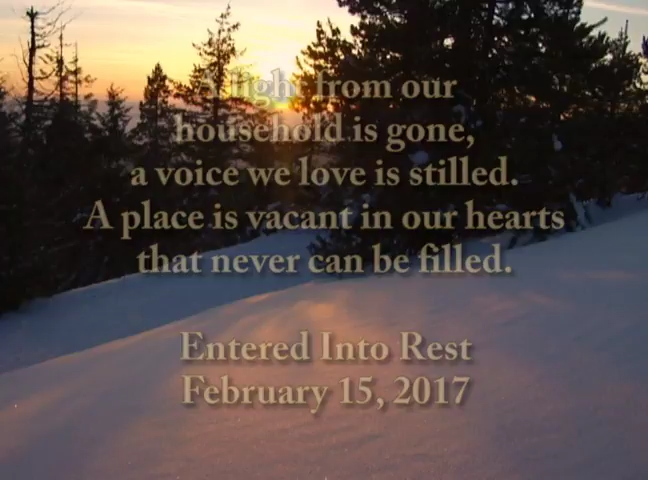 A light from our
household is gone,
a voice we love is stilled.
A place is vacant in our hearts
that never can be filled.
Entered Into Rest
February 15, 2017